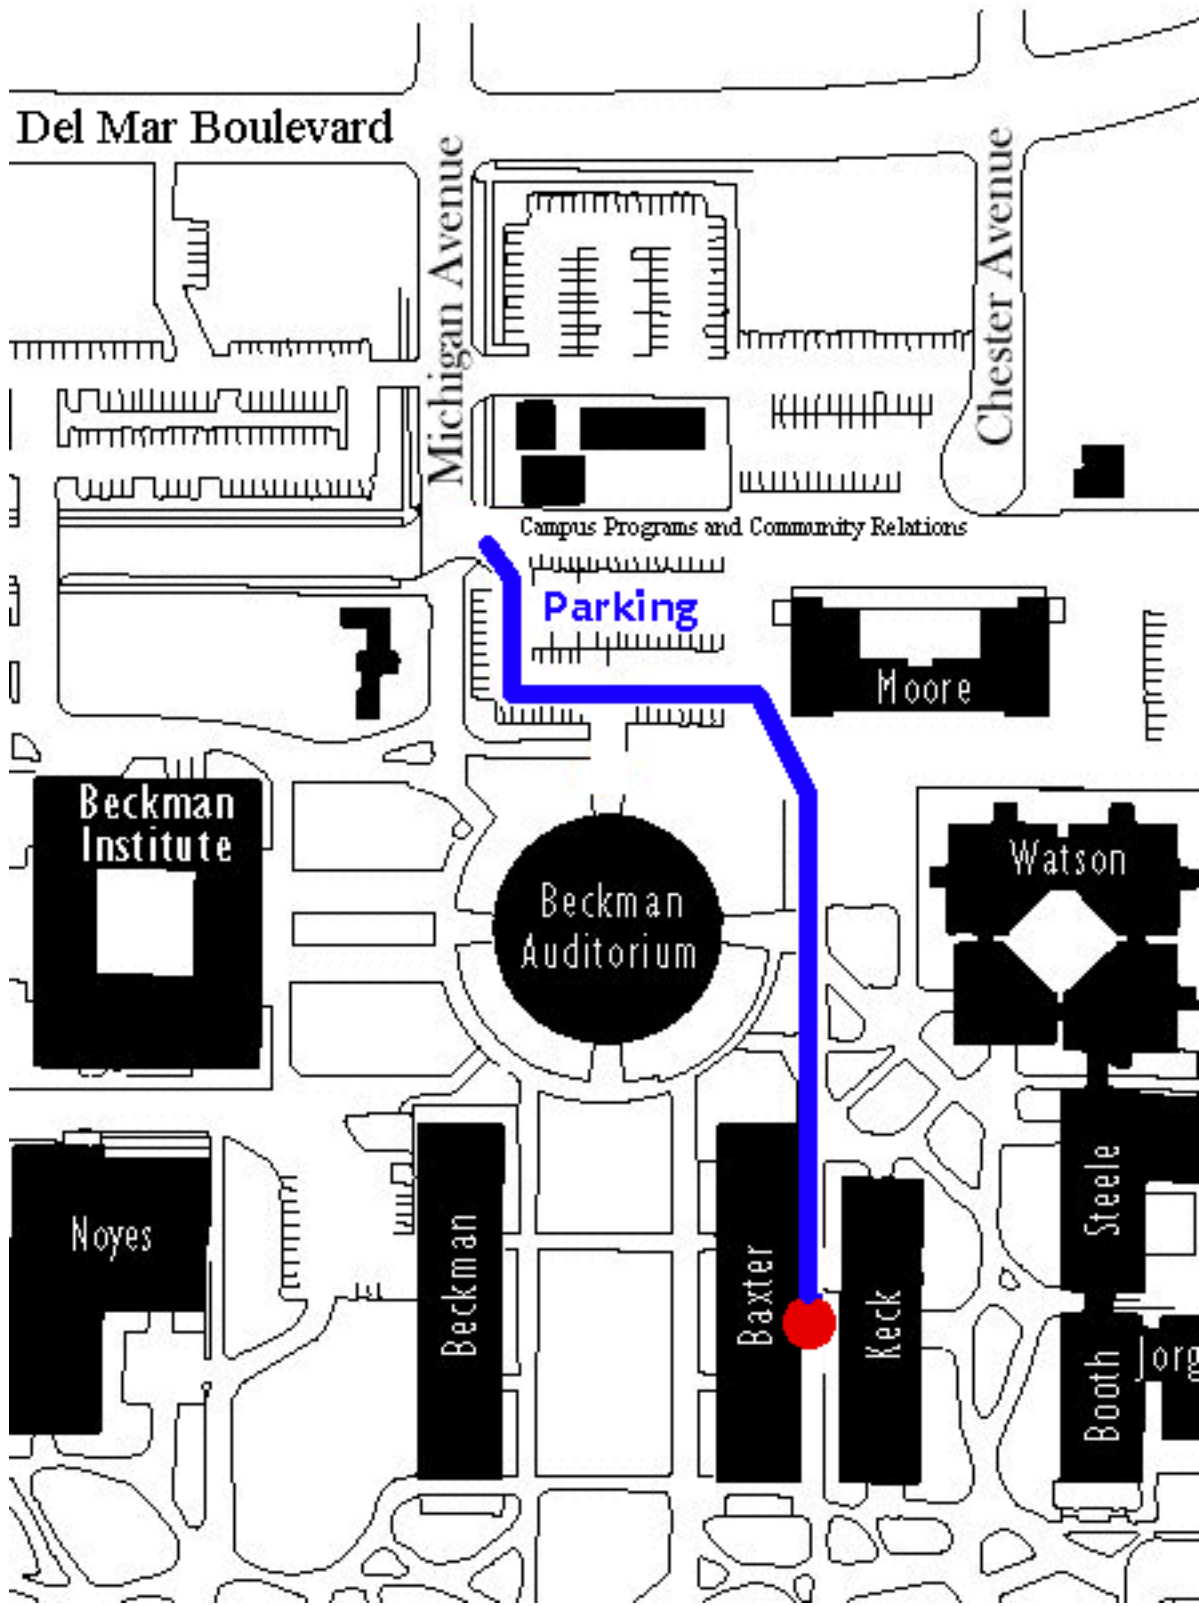 Del Mar Boulevard
Michigan Avenue
Chester Avenue
Campus Programs and Community Relations
Parking
Moore
Beckman
Institute
Watson
Beckman
Auditorium
Noyes
Beckman
Baxter
Keck
Steele
Booth
Jorg